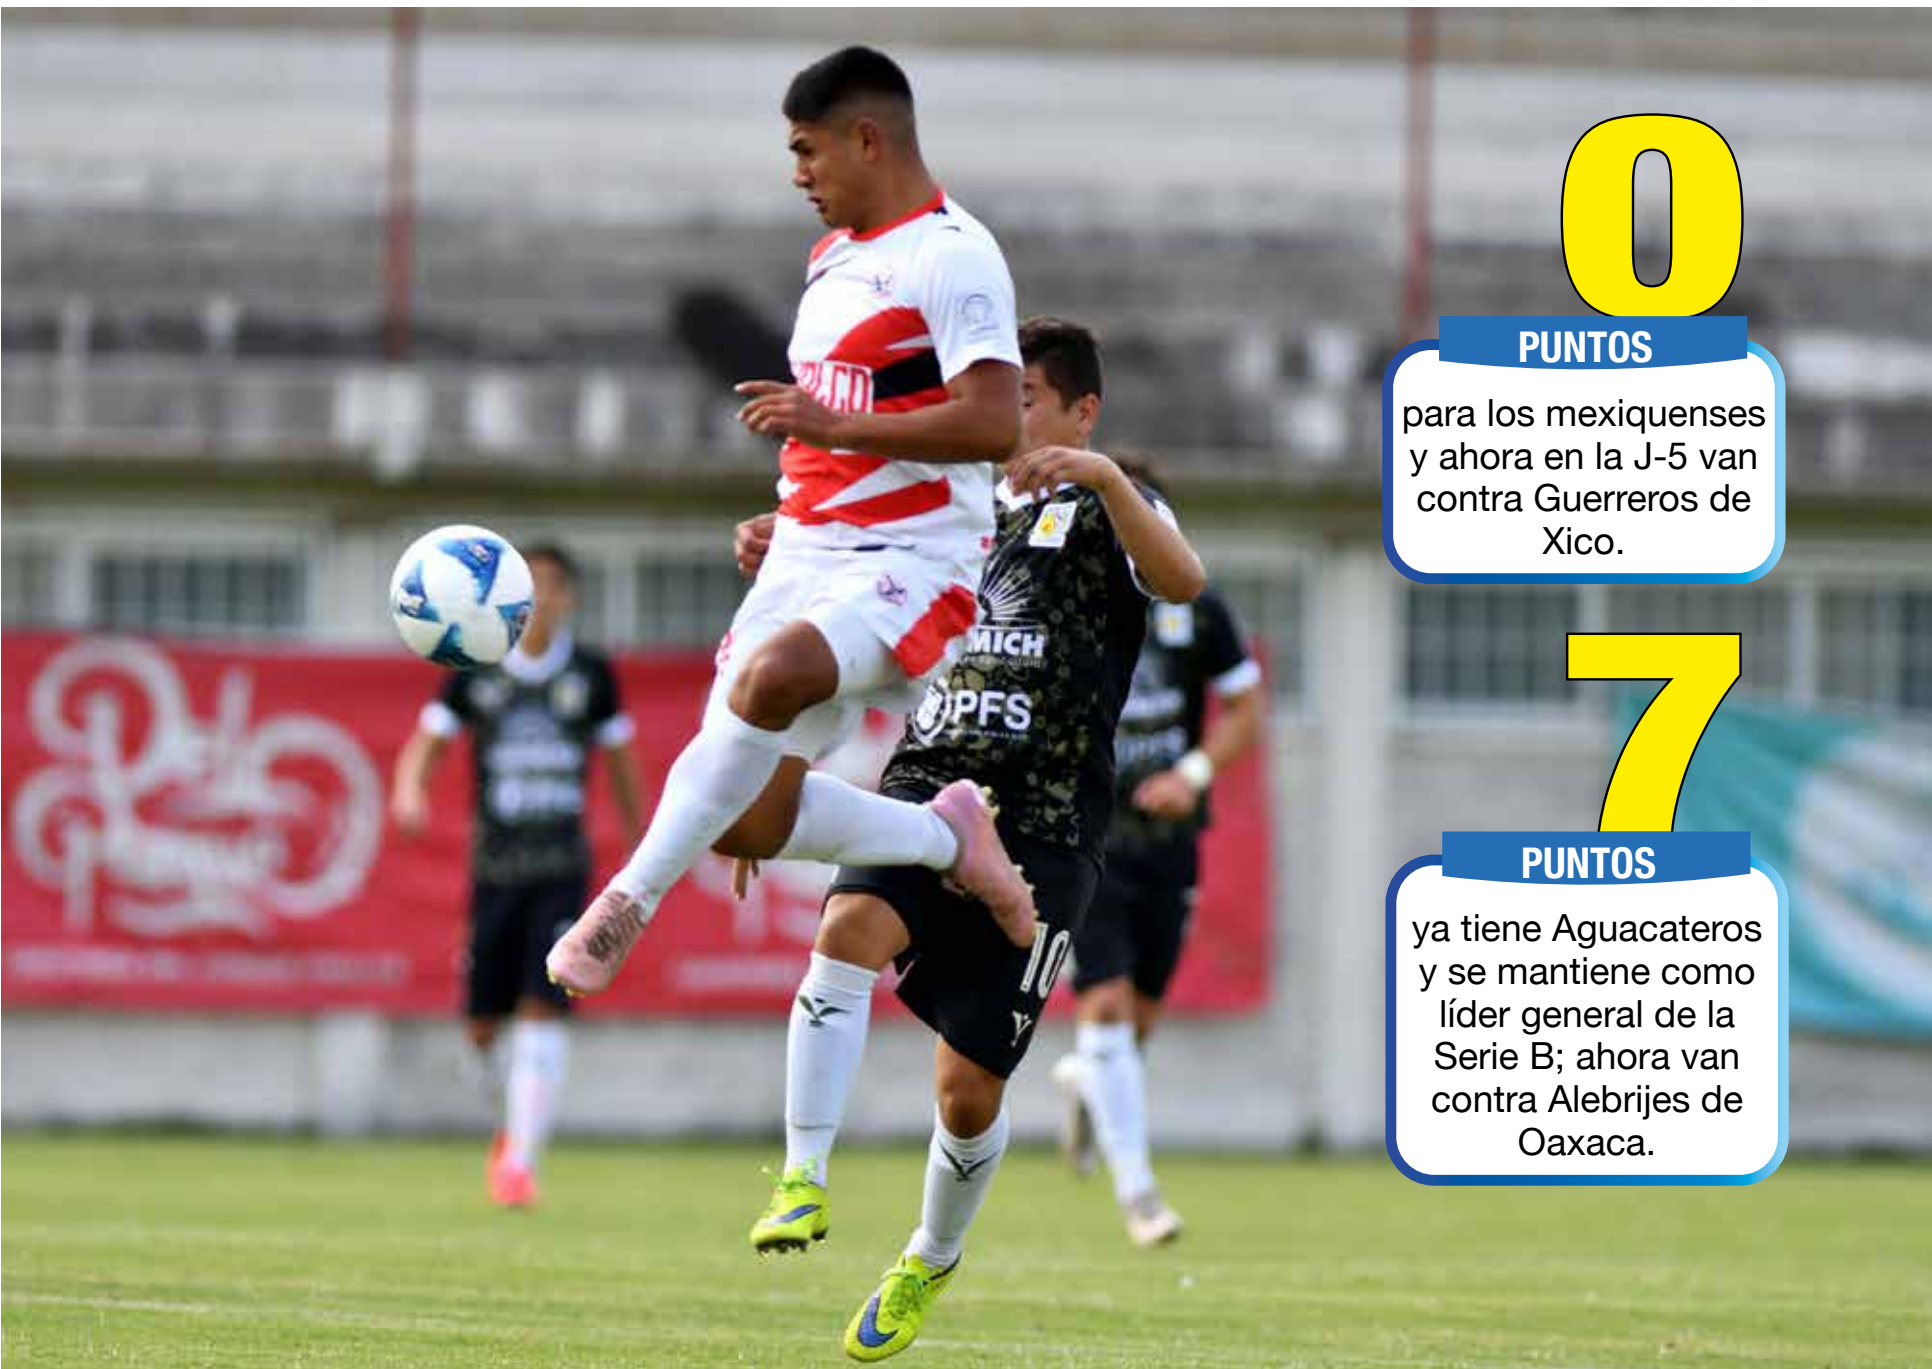 0
PUNTOS
para los mexiquenses
y ahora en la J-5 van
contra Guerreros de
Xico.
7
PUNTOS
ya tiene Aguacateros
y se mantiene como
líder general de la
Serie B; ahora van
contra Alebrijes de
Oaxaca.
MICH
PFS
10